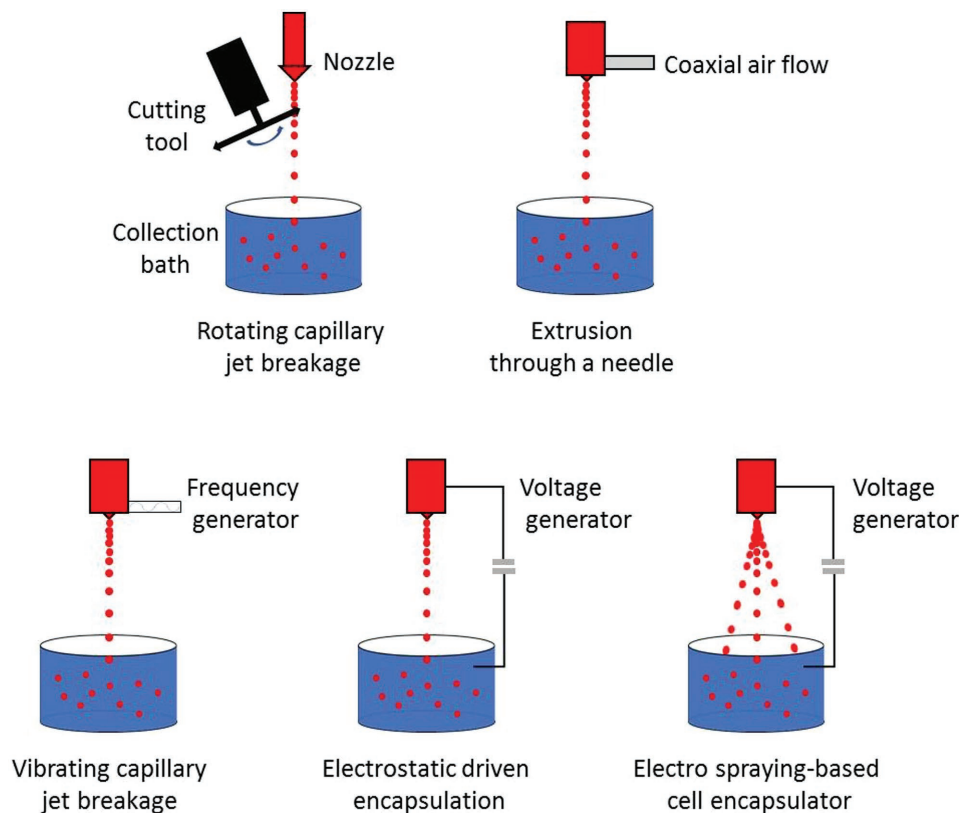 Nozzle
Coaxial air flow
Cutting
tool
Collection
bath
Rotating capillary
jet breakage
Extrusion
through a needle
Frequency
generator
Voltage
generator
Voltage
generator
Vibrating capillary
jet breakage
Electrostatic driven
encapsulation
Electro spraying-based
cell encapsulator